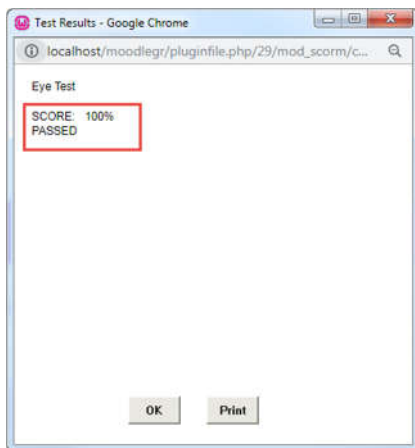 Test Results - Google Chrome
localhost/moodlegr/pluginfile.php/29/mod_scorm/c...
Eye Test
SCORE: 100%
PASSED
OK Print